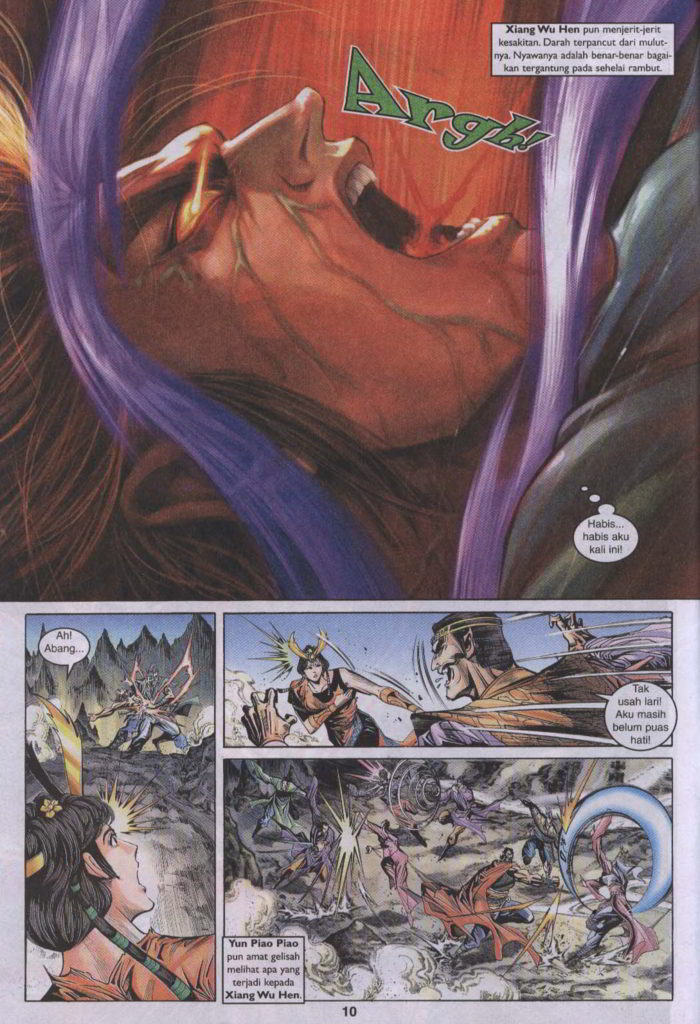 Xiang Wu Hen pun menjerit-jerit
kesakitan. Darah terpancut dari mulut-
nya. Nyawanya adalah benar-benar bagai-
kan tergantung pada sehelai rambut.
Argh!
Habis...
habis aku
kali ini!
Ah!
Abang...
Tak
usah lari!
Aku masih
belum puas
hati!
Yun Piao Piao
pun amat gelisah
melihat apa yang
terjadi kepada
Xiang Wu Hen.
10